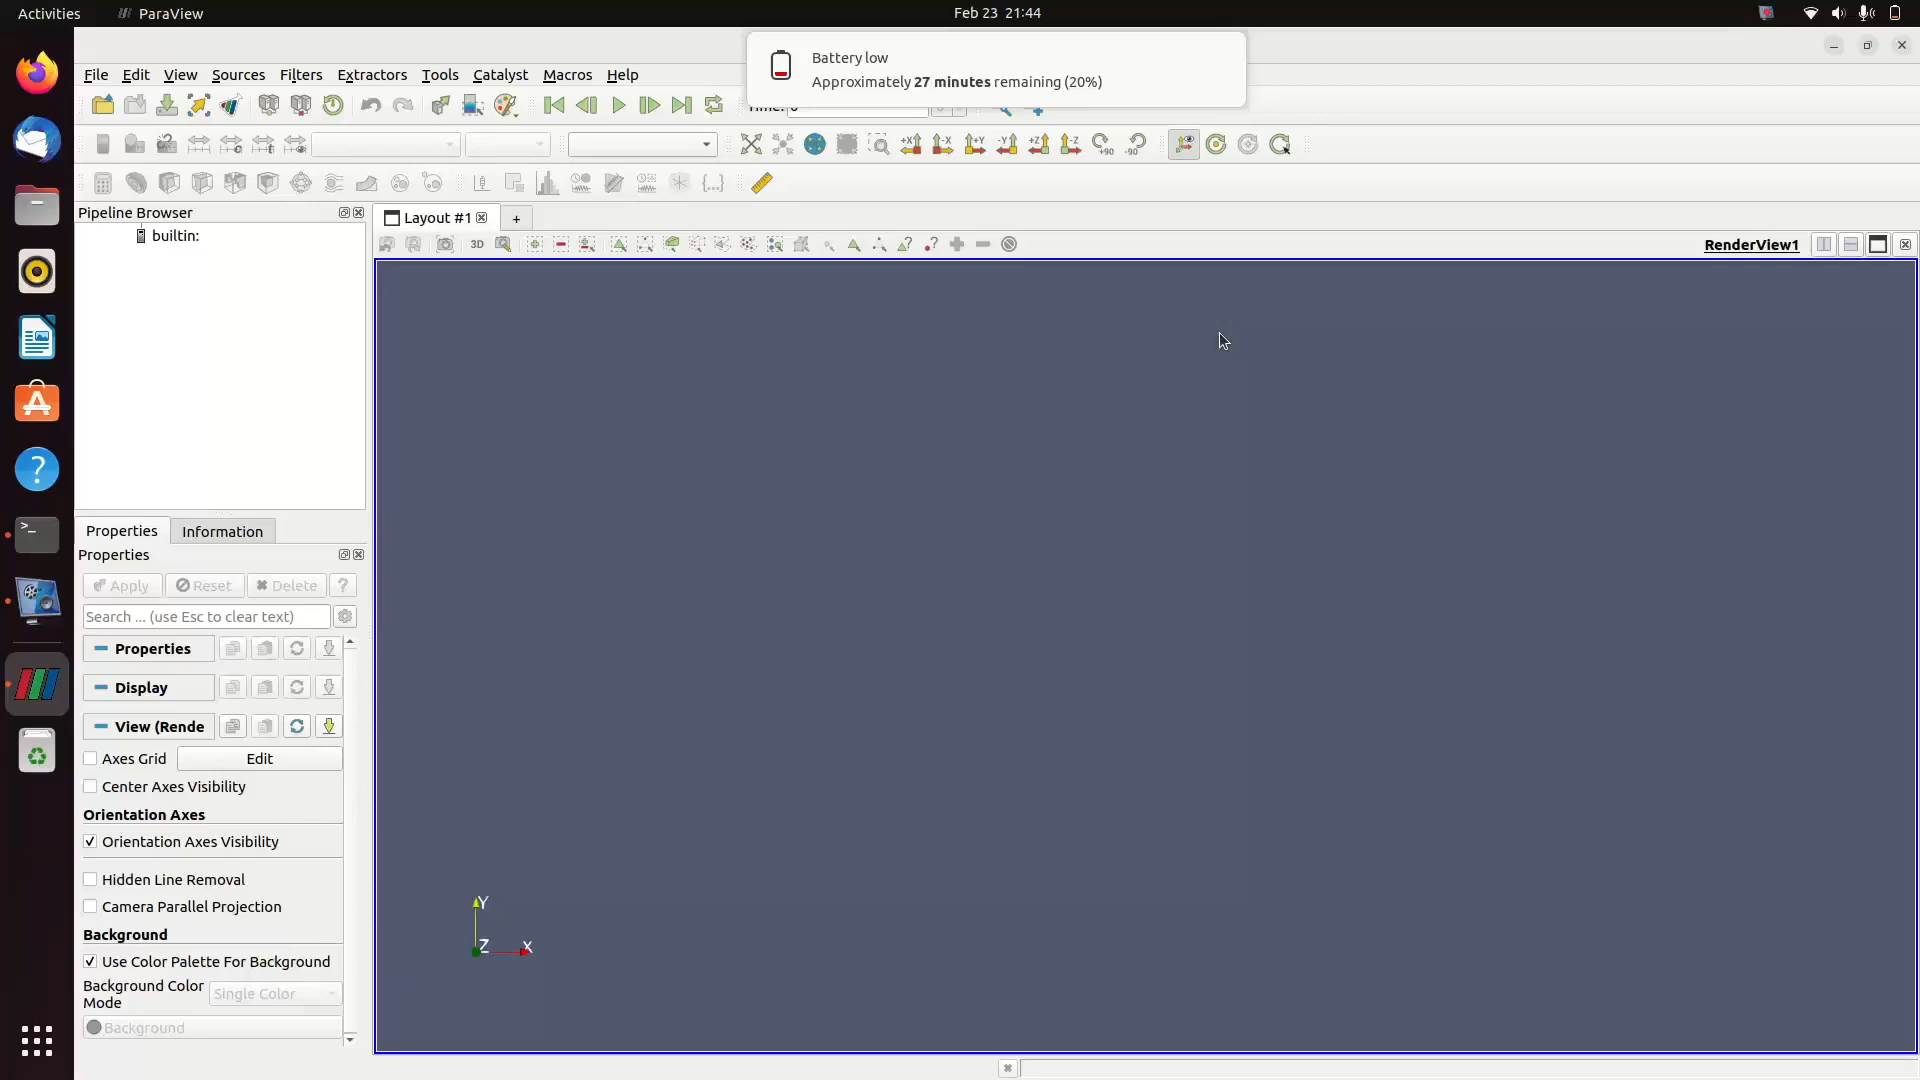 Activities
ParaView
Feb 23 21:44
Battery low
Approximately 27 minutes remaining (20%)
File Edit View Sources Filters Extractors Tools Catalyst Macros Help
+X -X +Y -Y +Z -Z +90 -90
Pipeline Browser
builtin:
Layout #1
+
3D
RenderView1
Properties
Information
Properties
Apply
Reset
Delete
?
Search ... (use Esc to clear text)
Properties
Display
View (Rende
Axes Grid
Edit
Center Axes Visibility
Orientation Axes
Orientation Axes Visibility
Hidden Line Removal
Camera Parallel Projection
Background
Use Color Palette For Background
Background Color
Mode
Single Color
Background
Y
Z
X